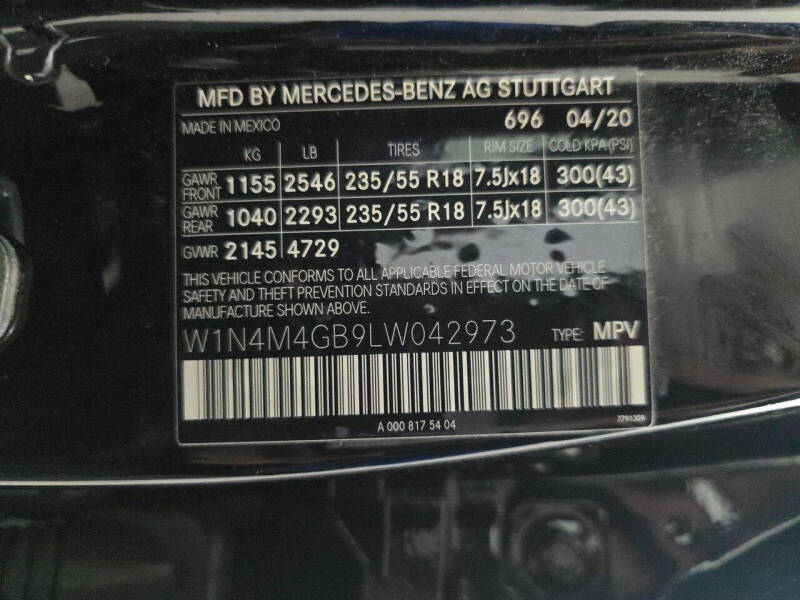 MFD BY MERCEDES-BENZ AG STUTTGART
MADE IN MEXICO 696 04/20
KG LB TIRES RIM SIZE COLD KPA (PSI)
GAWR FRONT 1155 2546 235/55 R18 7.5Jx18 300(43)
GAWR REAR 1040 2293 235/55 R18 7.5Jx18 300(43)
GVWR 2145 4729
THIS VEHICLE CONFORMS TO ALL APPLICABLE FEDERAL MOTOR VEHICLE
SAFETY AND THEFT PREVENTION STANDARDS IN EFFECT ON THE DATE OF
MANUFACTURE SHOWN ABOVE.
W1N4M4GB9LW042973 TYPE: MPV
A 000 817 54 04 7791309